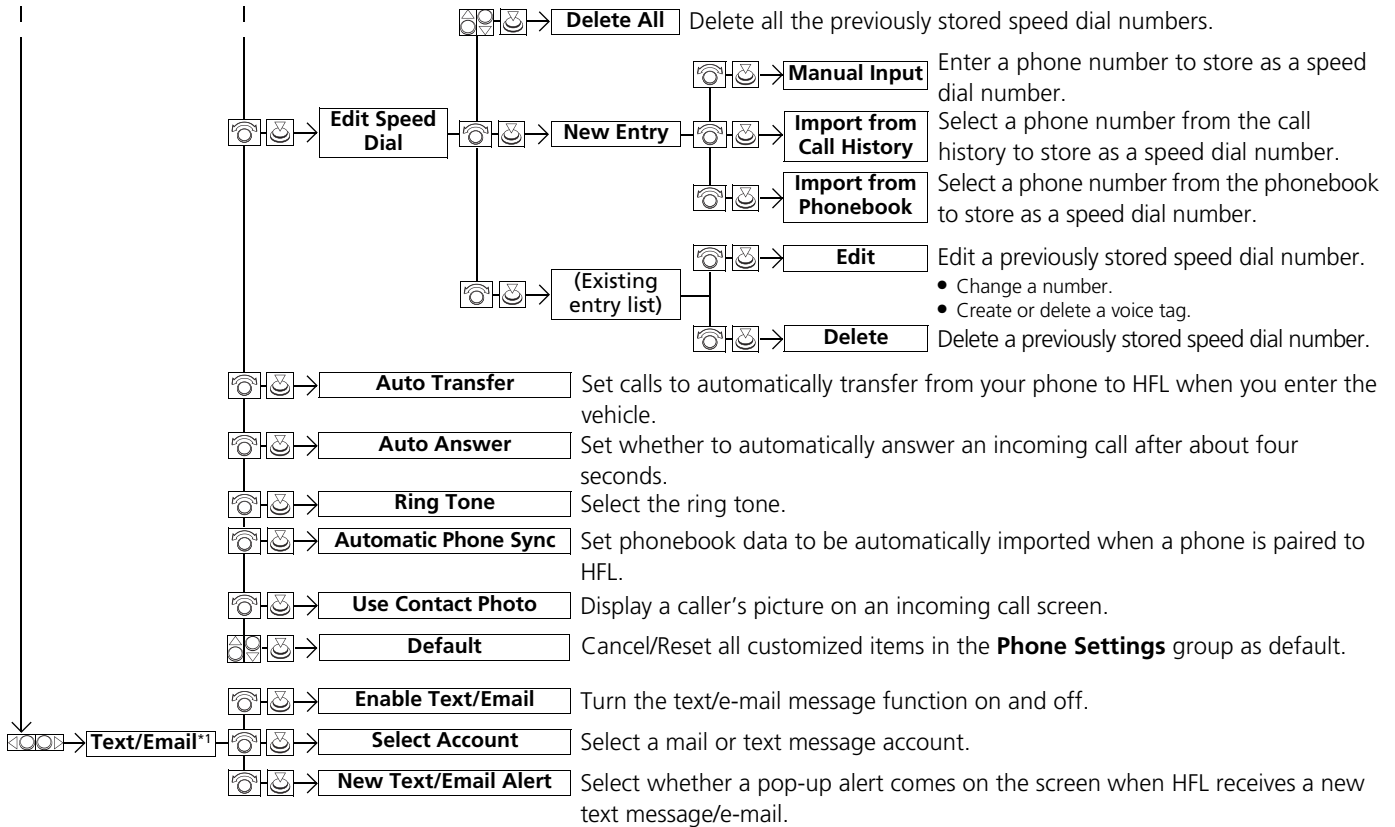 Delete All Delete all the previously stored speed dial numbers.
Manual Input Enter a phone number to store as a speed
dial number.
Edit Speed
Dial
New Entry
Import from
Call History
Select a phone number from the call
history to store as a speed dial number.
Import from
Phonebook
Select a phone number from the phonebook
to store as a speed dial number.
(Existing
entry list)
Edit Edit a previously stored speed dial number.
• Change a number.
• Create or delete a voice tag.
Delete Delete a previously stored speed dial number.
Auto Transfer Set calls to automatically transfer from your phone to HFL when you enter the
vehicle.
Auto Answer Set whether to automatically answer an incoming call after about four
seconds.
Ring Tone Select the ring tone.
Automatic Phone Sync Set phonebook data to be automatically imported when a phone is paired to
HFL.
Use Contact Photo Display a caller's picture on an incoming call screen.
Default Cancel/Reset all customized items in the Phone Settings group as default.
Enable Text/Email Turn the text/e-mail message function on and off.
Text/Email*1
Select Account Select a mail or text message account.
New Text/Email Alert Select whether a pop-up alert comes on the screen when HFL receives a new
text message/e-mail.